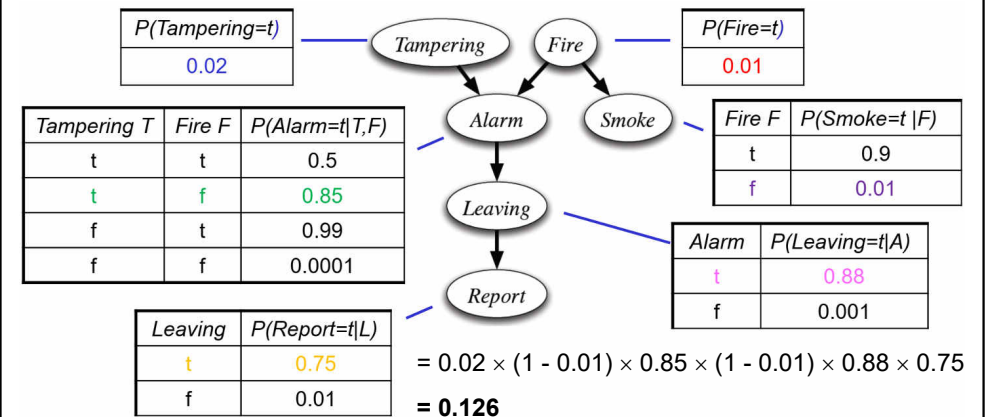 P(Tampering=t)
0.02
Tampering
Fire
P(Fire=t)
0.01
Tampering T Fire F P(Alarm=t|T,F)
t t 0.5
t f 0.85
f t 0.99
f f 0.0001
Alarm
Smoke
Fire F P(Smoke=t |F)
t 0.9
f 0.01
Leaving
Alarm P(Leaving=t|A)
t 0.88
f 0.001
Report
Leaving P(Report=t|L)
t 0.75
f 0.01
= 0.02 × (1 - 0.01) × 0.85 × (1 - 0.01) × 0.88 × 0.75
= 0.126